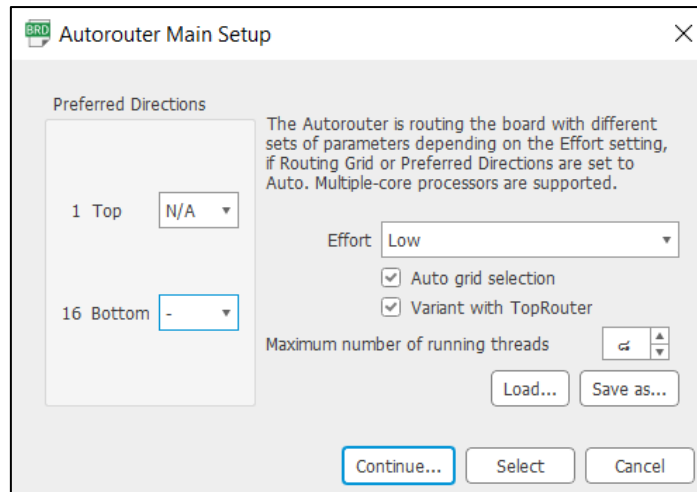 BRD Autorouter Main Setup
Preferred Directions
1 Top N/A
16 Bottom -
The Autorouter is routing the board with different
sets of parameters depending on the Effort setting,
if Routing Grid or Preferred Directions are set to
Auto. Multiple-core processors are supported.
Effort Low
Auto grid selection
Variant with TopRouter
Maximum number of running threads ๘
Load... Save as...
Continue... Select Cancel